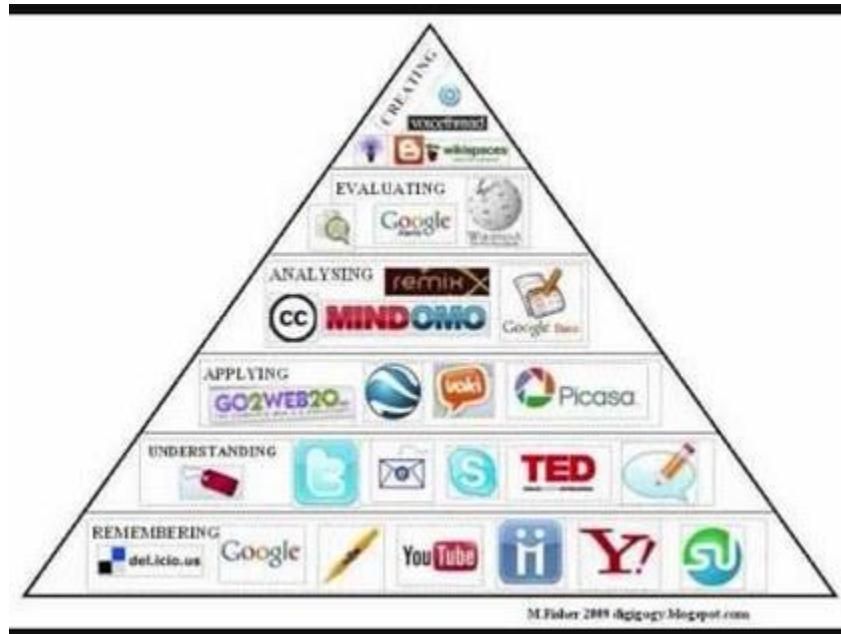 CREATING
voicethread
wikispaces
EVALUATING
Google
WIKIPEDIA
ANALYSING
remix
cc
MINDOMO
Google Docs
APPLYING
GO2WEB20
voki
Picasa
UNDERSTANDING
TED
REMEMBERING
del.icio.us
Google
YouTube
Y!
M.Fisher 2009 digigogy.blogspot.com